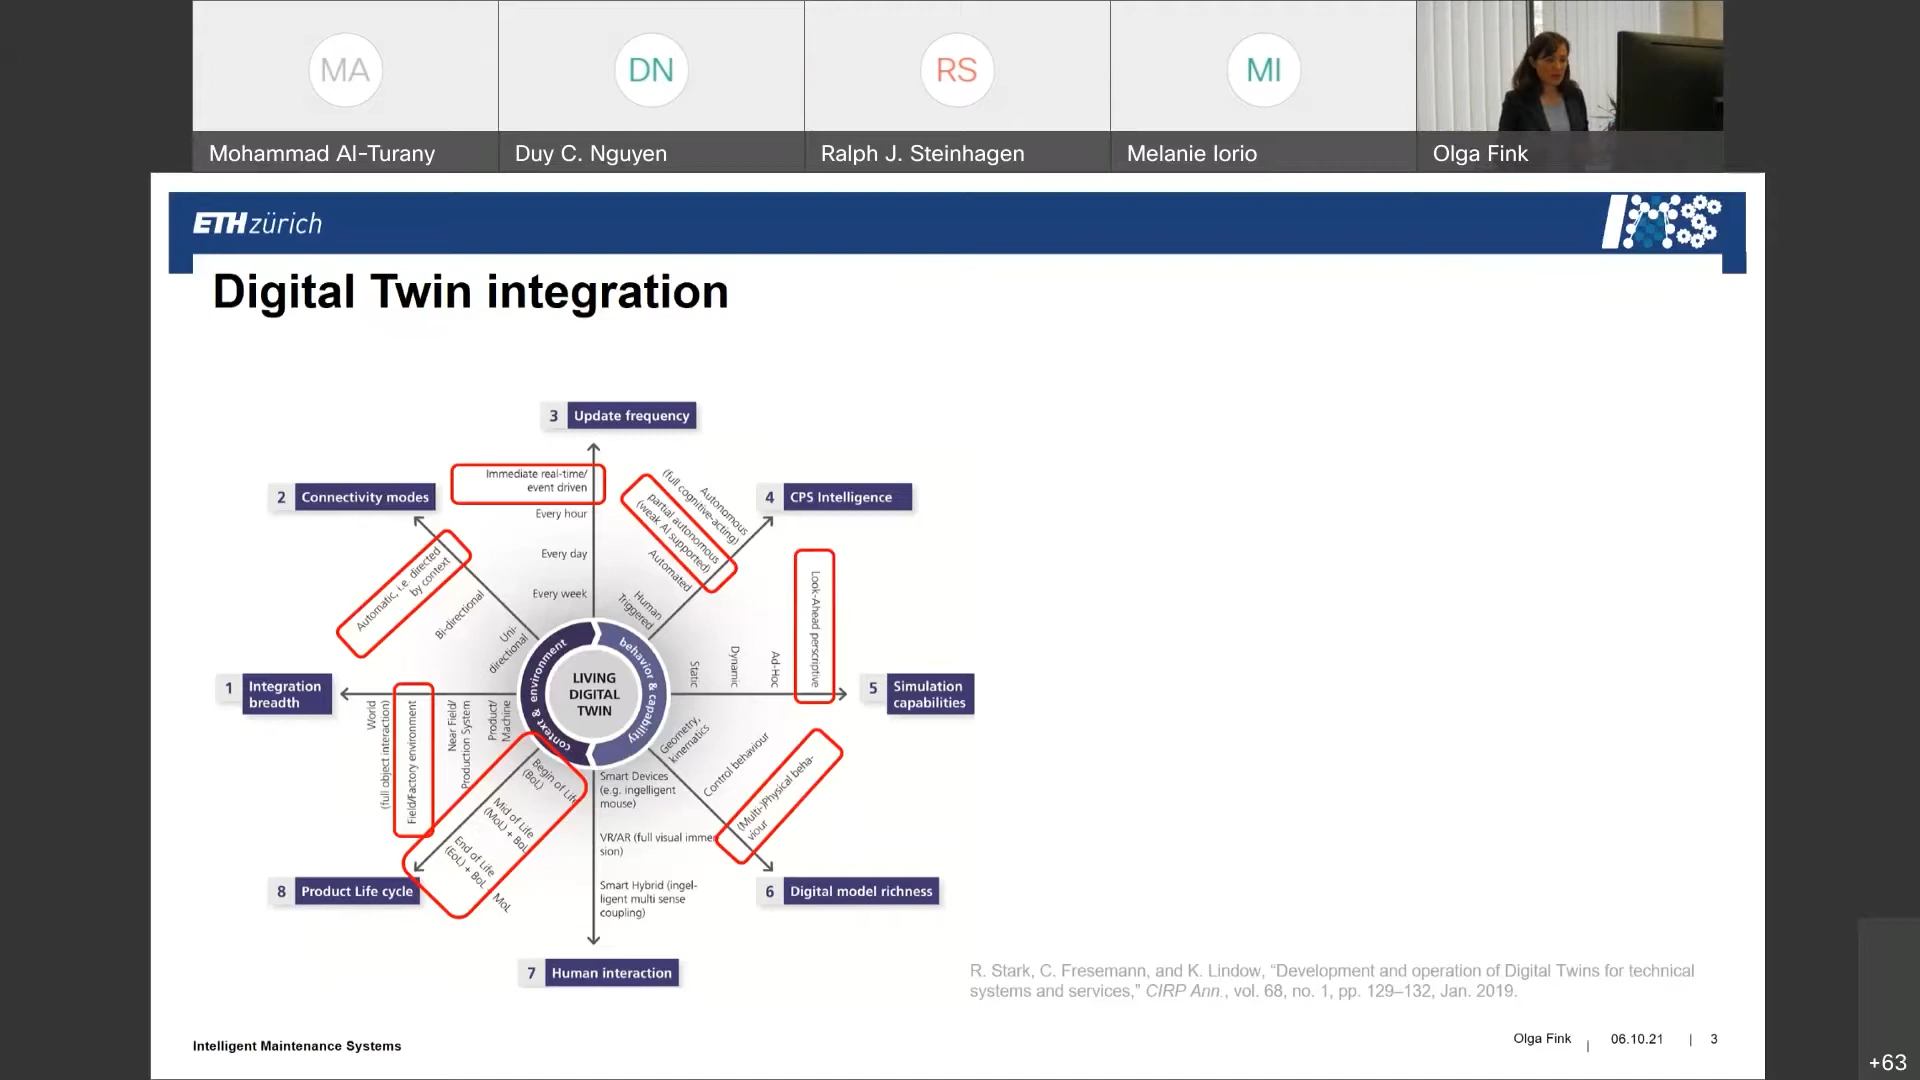 MA
DN
RS
MI
Mohammad Al-Turany
Duy C. Nguyen
Ralph J. Steinhagen
Melanie Iorio
Olga Fink
ETH zürich
IMS
Digital Twin integration
3 Update frequency
Immediate real-time/
event driven
Every hour
Every day
Every week
2 Connectivity modes
Automatic, i.e. directed
by context
Bi-directional
Uni-
directional
4 CPS Intelligence
Autonomous
(full cognitive-acting)
partial autonomous
(weak AI supported)
Automated
Human
Triggered
1 Integration
breadth
World
(full object interaction)
Field/Factory environment
Near Field/
Production System
Product/
Machine
context & environment
behavior & capability
LIVING
DIGITAL
TWIN
Static
Dynamic
Ad-Hoc
Look-Ahead perscriptive
5 Simulation
capabilities
Geometry,
kinematics
Control behaviour
(Multi-)Physical beha-
viour
6 Digital model richness
Smart Devices
(e.g. ingelligent
mouse)
VR/AR (full visual immer
sion)
Smart Hybrid (ingel-
ligent multi sense
coupling)
7 Human interaction
Begin of Life
(BoL)
Mid of Life
(MoL) + BoL
End of Life
(EoL) + BoL
MoL
8 Product Life cycle
R. Stark, C. Fresemann, and K. Lindow, “Development and operation of Digital Twins for technical
systems and services,” CIRP Ann., vol. 68, no. 1, pp. 129–132, Jan. 2019.
Intelligent Maintenance Systems
Olga Fink | 06.10.21 | 3
+63